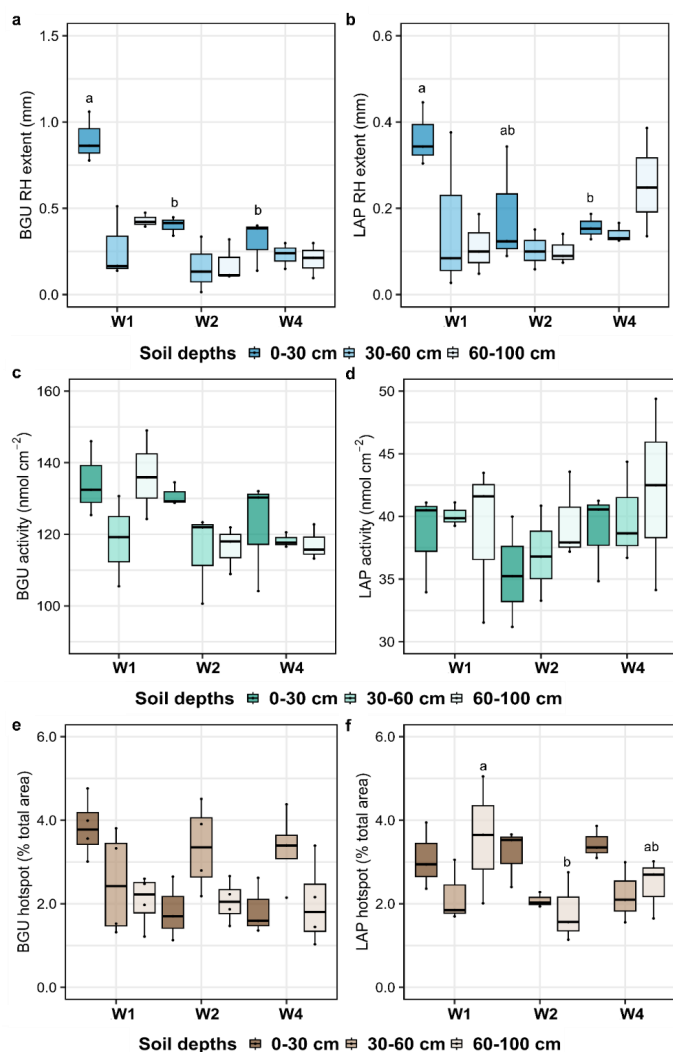 a
b
1.5
1.0
0.5
0.0
BGU RH extent (mm)
a
b
b
W1
W2
W4
0.6
0.4
0.2
0.0
LAP RH extent (mm)
a
ab
b
W1
W2
W4
Soil depths 0-30 cm 30-60 cm 60-100 cm
c
d
160
140
120
100
BGU activity (nmol cm⁻²)
W1
W2
W4
50
45
40
35
30
LAP activity (nmol cm⁻²)
W1
W2
W4
Soil depths 0-30 cm 30-60 cm 60-100 cm
e
f
6.0
4.0
2.0
0.0
BGU hotspot (% total area)
W1
W2
W4
6.0
4.0
2.0
0.0
LAP hotspot (% total area)
a
b
ab
W1
W2
W4
Soil depths 0-30 cm 30-60 cm 60-100 cm